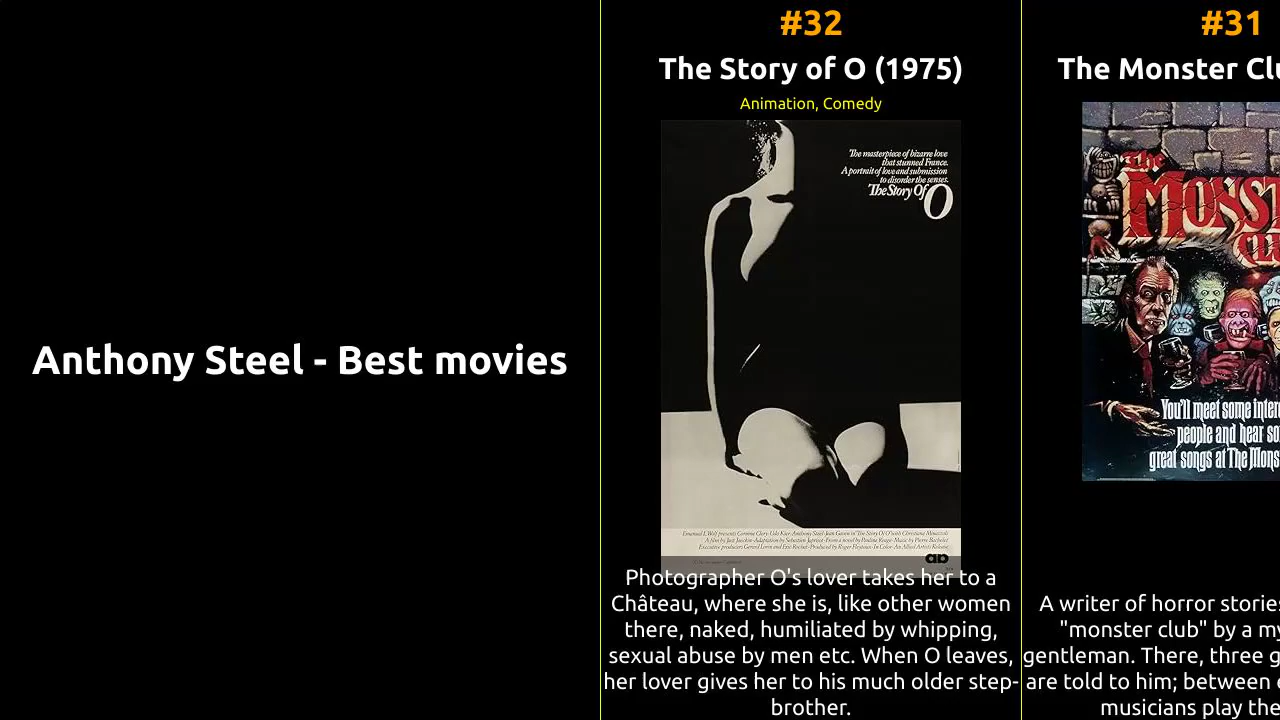 Anthony Steel - Best movies
#32
The Story of O (1975)
Animation, Comedy
The masterpiece of bizarre love
that stunned France.
A portrait of love and submission
to disorder the senses.
The Story Of
O
Photographer O's lover takes her to a
Château, where she is, like other women
there, naked, humiliated by whipping,
sexual abuse by men etc. When O leaves,
her lover gives her to his much older step-
brother.
#31
The Monster Clu
The
MONST
CLU
You'll meet some inter
people and hear so
great songs at The Mons
A writer of horror stories
"monster club" by a my
gentleman. There, three g
are told to him; between
musicians play the